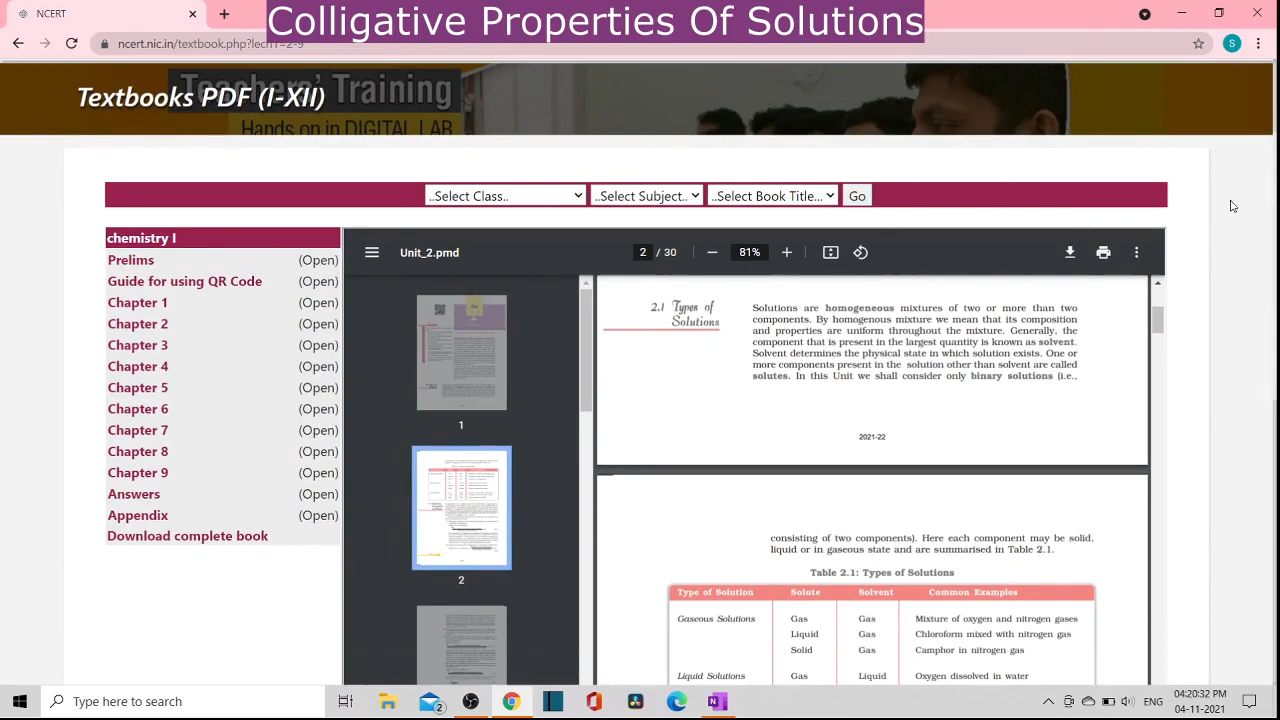 NCERT
Colligative Properties Of Solutions
S
Teachers' Training
Textbooks PDF (I-XII)
Hands on in DIGITAL LAB
..Select Class..
..Select Subject..
..Select Book Title...
Go
chemistry I
Prelims (Open)
Guide for using QR Code (Open)
Chapter 1 (Open)
Chapter 2 (Open)
Chapter 3 (Open)
Chapter 4 (Open)
Chapter 5 (Open)
Chapter 6 (Open)
Chapter 7 (Open)
Chapter 8 (Open)
Chapter 9 (Open)
Answers (Open)
Appendix (Open)
Download complete book
Unit_2.pmd
2 / 30
81%
1
2
2.1 Types of
Solutions
Solutions are homogeneous mixtures of two or more than two
components. By homogenous mixture we mean that its composition
and properties are uniform throughout the mixture. Generally, the
component that is present in the largest quantity is known as solvent.
Solvent determines the physical state in which solution exists. One or
more components present in the solution other than solvent are called
solutes. In this Unit we shall consider only binary solutions (i.e.,
2021-22
consisting of two components). Here each component may be solid,
liquid or in gaseous state and are summarised in Table 2.1.
Table 2.1: Types of Solutions
Type of Solution Solute Solvent Common Examples
Gaseous Solutions Gas Gas Mixture of oxygen and nitrogen gases
Liquid Gas Chloroform mixed with nitrogen gas
Solid Gas Camphor in nitrogen gas
Liquid Solutions Gas Liquid Oxygen dissolved in water
Type here to search
2
ENG
04:20:32 PM
04-11-2021